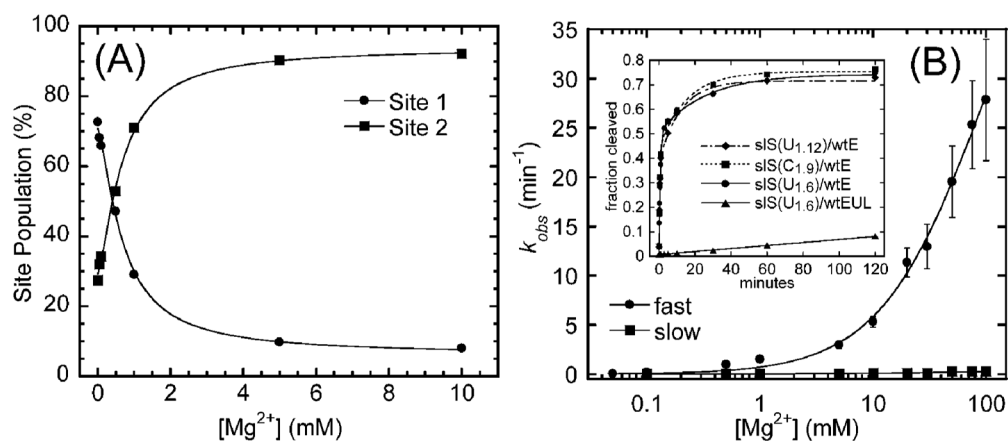 (A)
Site Population (%)
100
80
60
40
20
0
Site 1
Site 2
0 2 4 6 8 10
[Mg2+] (mM)
(B)
kobs (min-1)
35
30
25
20
15
10
5
0
fraction cleaved
0.8
0.7
0.6
0.5
0.4
0.3
0.2
0.1
0
sIS(U1.12)/wtE
sIS(C1.9)/wtE
sIS(U1.6)/wtE
sIS(U1.6)/wtEUL
0 20 40 60 80 100 120
minutes
fast
slow
0.1 1 10 100
[Mg2+] (mM)